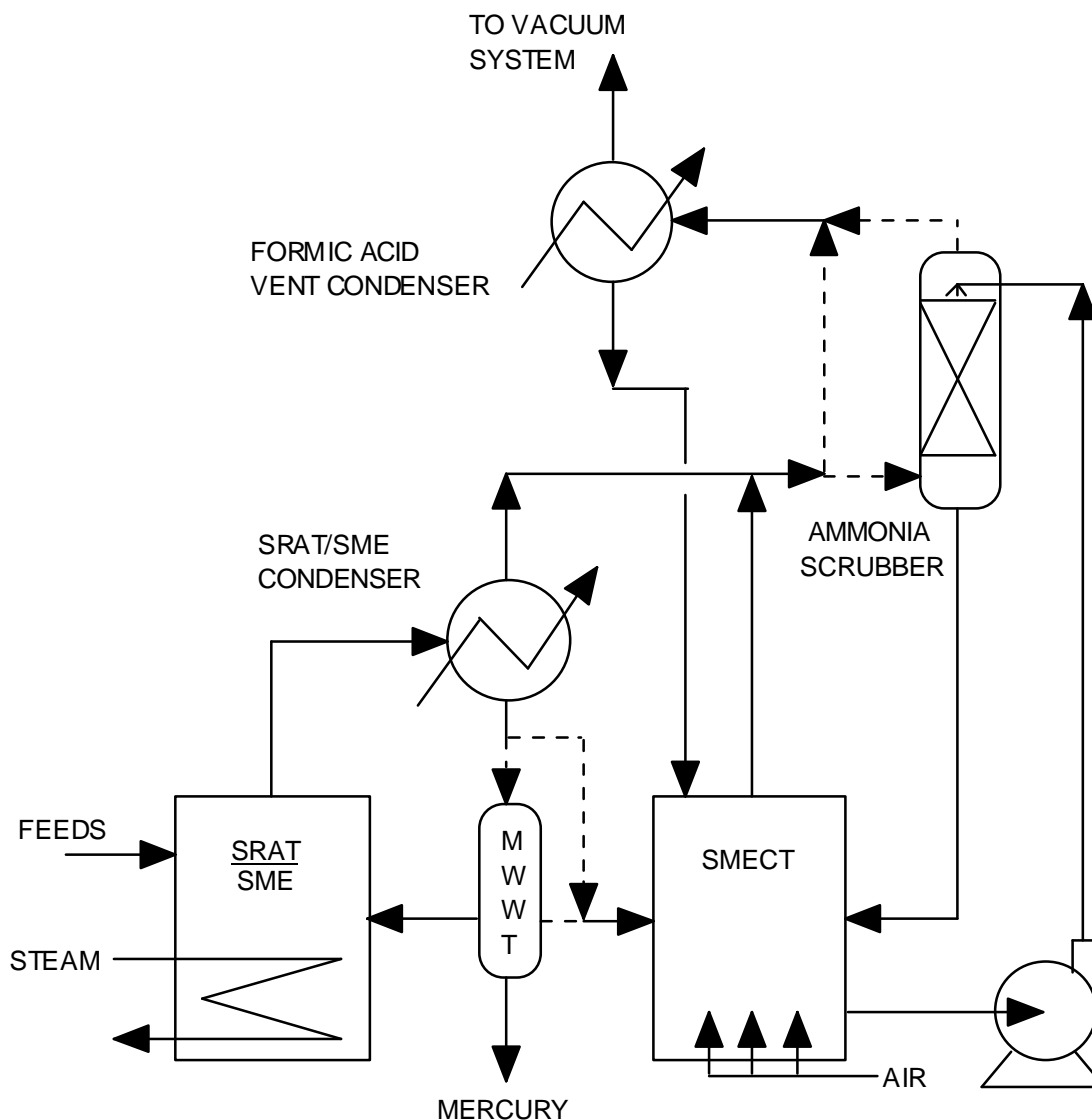 TO VACUUM
SYSTEM
FORMIC ACID
VENT CONDENSER
SRAT/SME
CONDENSER
AMMONIA
SCRUBBER
FEEDS
SRAT
SME
M
W
W
T
SMECT
STEAM
AIR
MERCURY